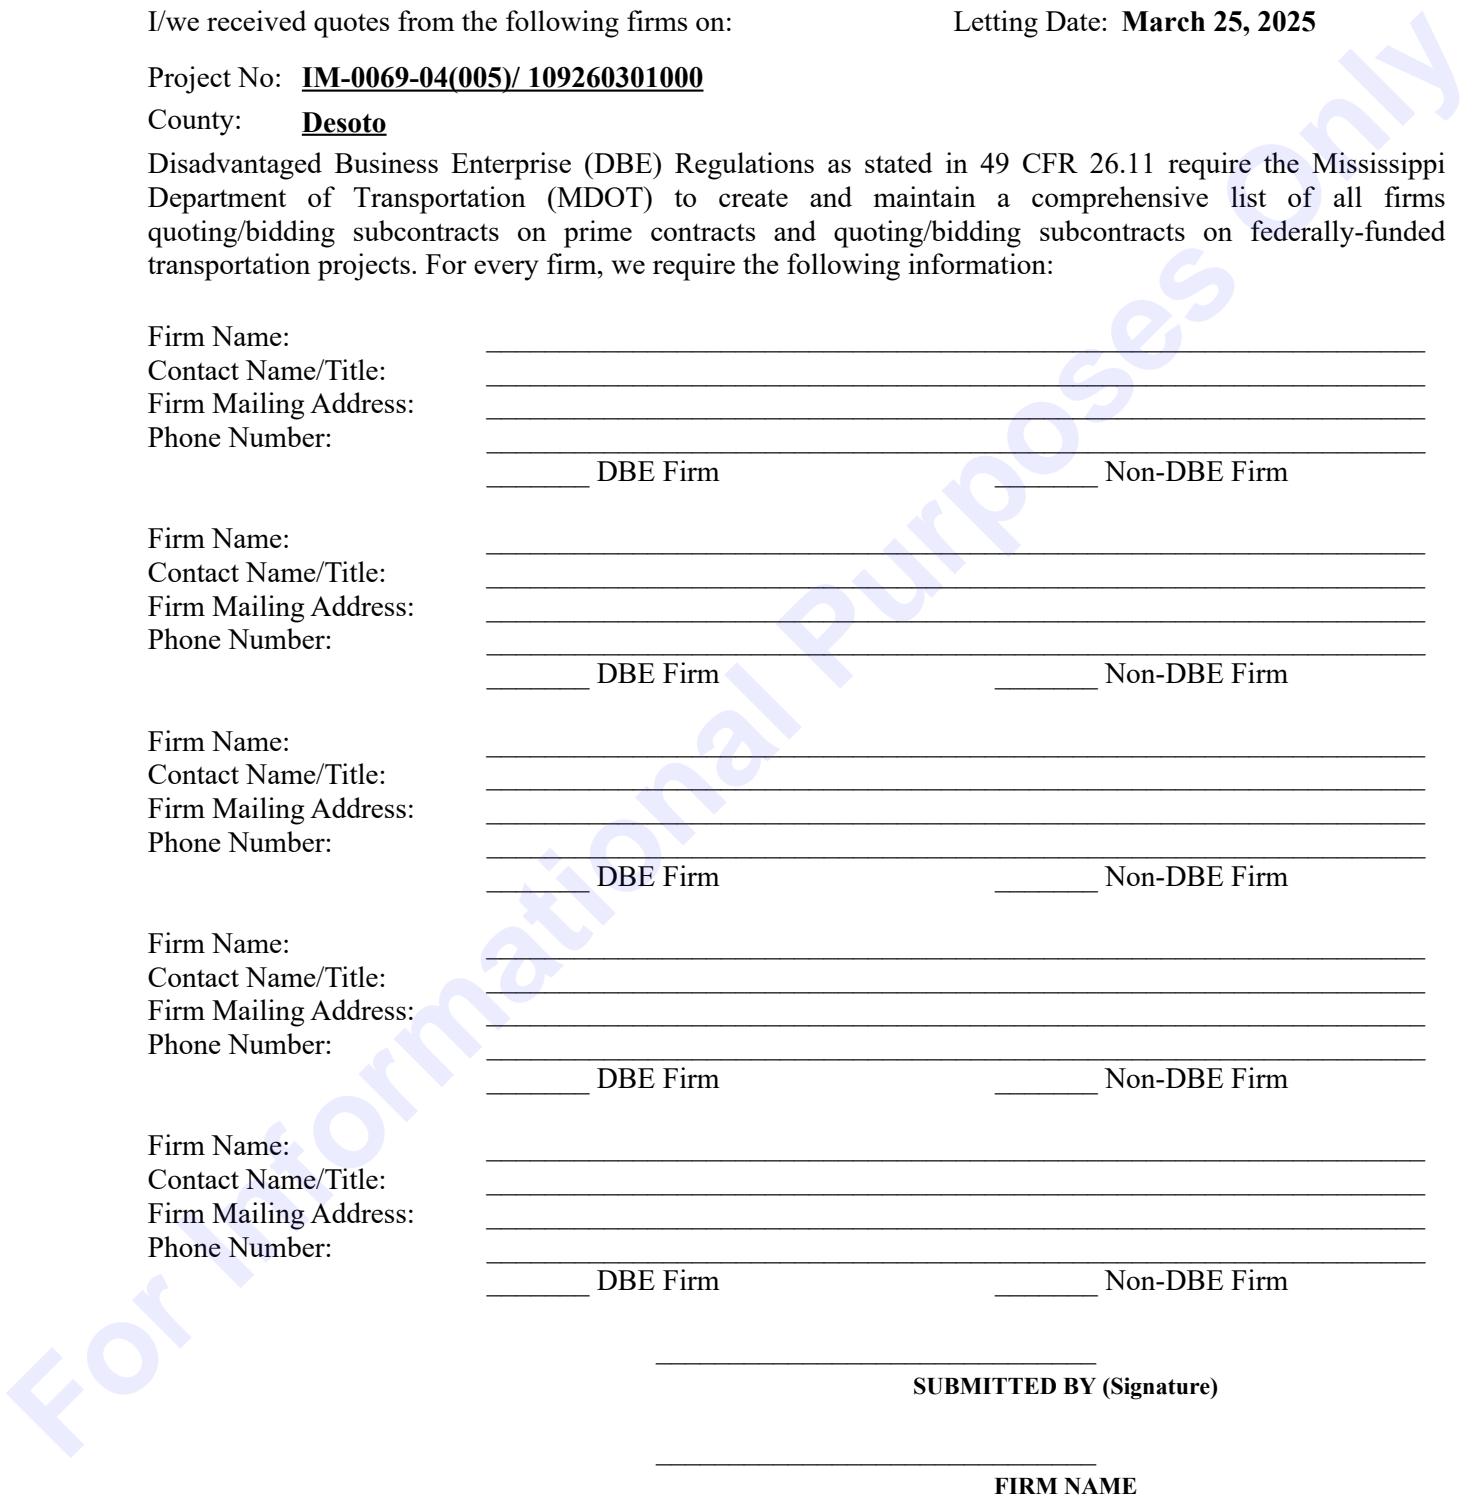 I/we received quotes from the following firms on: Letting Date: March 25, 2025
Project No: IM-0069-04(005)/ 109260301000
County: Desoto
Disadvantaged Business Enterprise (DBE) Regulations as stated in 49 CFR 26.11 require the Mississippi
Department of Transportation (MDOT) to create and maintain a comprehensive list of all firms
quoting/bidding subcontracts on prime contracts and quoting/bidding subcontracts on federally-funded
transportation projects. For every firm, we require the following information:
Firm Name:
Contact Name/Title:
Firm Mailing Address:
Phone Number:
DBE Firm Non-DBE Firm
Firm Name:
Contact Name/Title:
Firm Mailing Address:
Phone Number:
DBE Firm Non-DBE Firm
Firm Name:
Contact Name/Title:
Firm Mailing Address:
Phone Number:
DBE Firm Non-DBE Firm
Firm Name:
Contact Name/Title:
Firm Mailing Address:
Phone Number:
DBE Firm Non-DBE Firm
Firm Name:
Contact Name/Title:
Firm Mailing Address:
Phone Number:
DBE Firm Non-DBE Firm
SUBMITTED BY (Signature)
FIRM NAME
For Informational Purposes Only